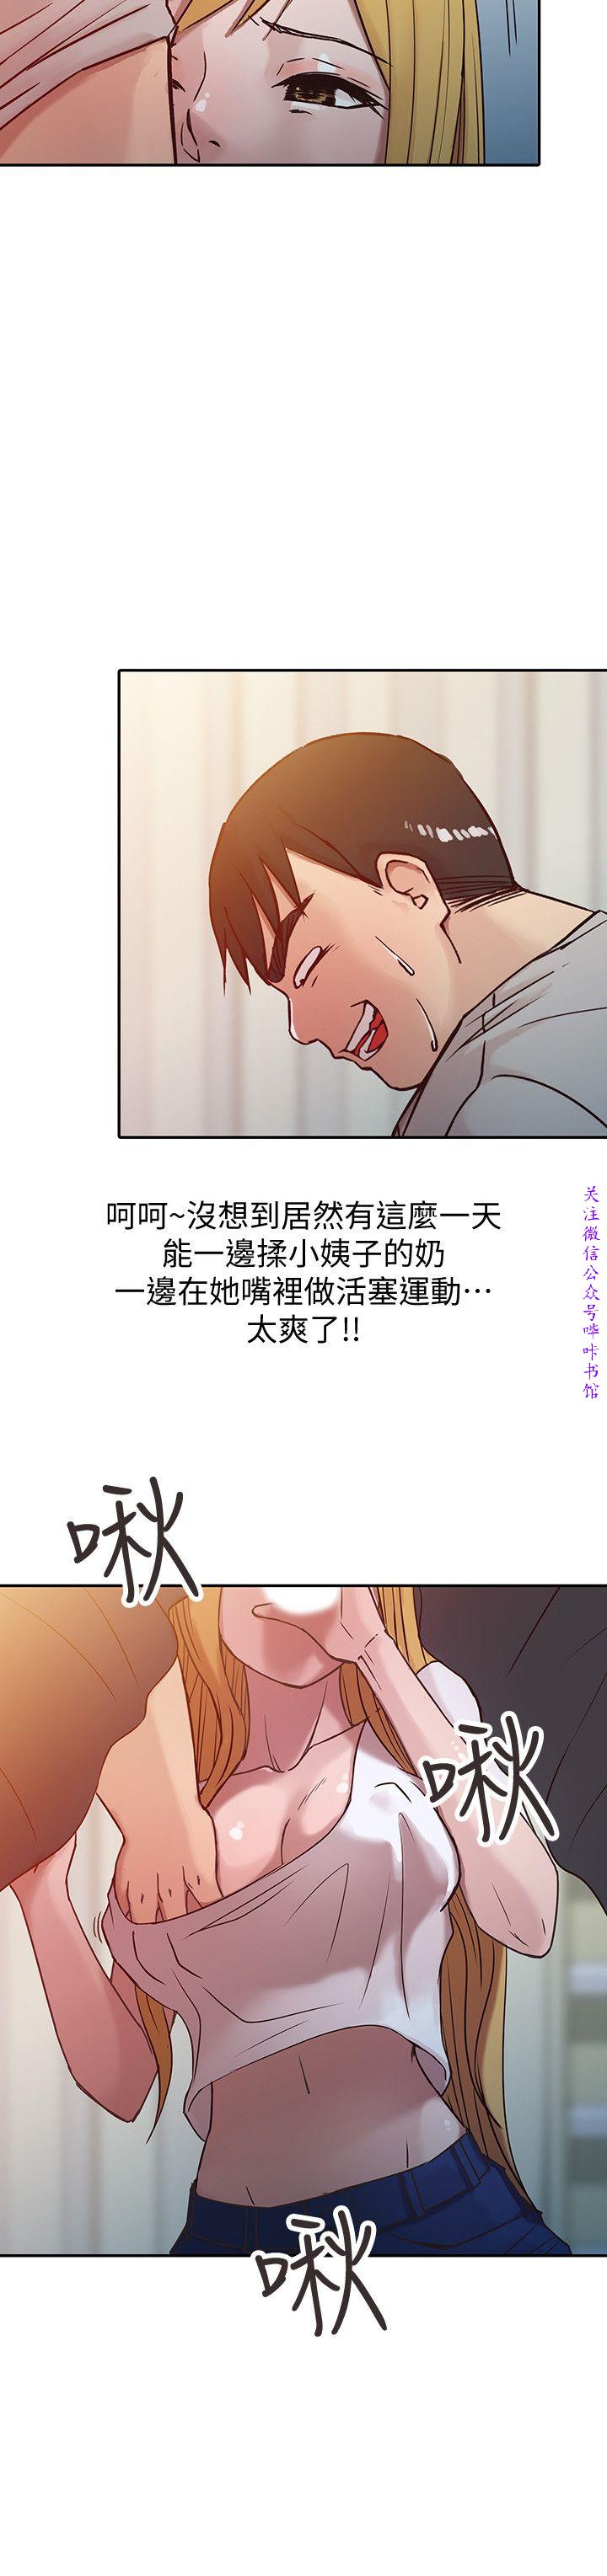 呵呵~沒想到居然有這麼一天
能一邊揉小姨子的奶
一邊在她嘴裡做活塞運動…
太爽了!!
关注微信公众号哔咔书馆
啾
啾
啾